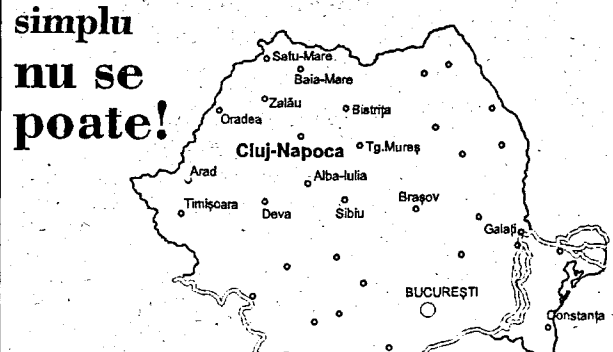 simplu
nu se
poate!
Satu-Mare
Baia-Mare
Zalău
Bistrița
Oradea
Cluj-Napoca
Tg.Mureș
Arad
Alba-Iulia
Timișoara
Deva
Sibiu
Brașov
Galați
BUCUREȘTI
Constanța